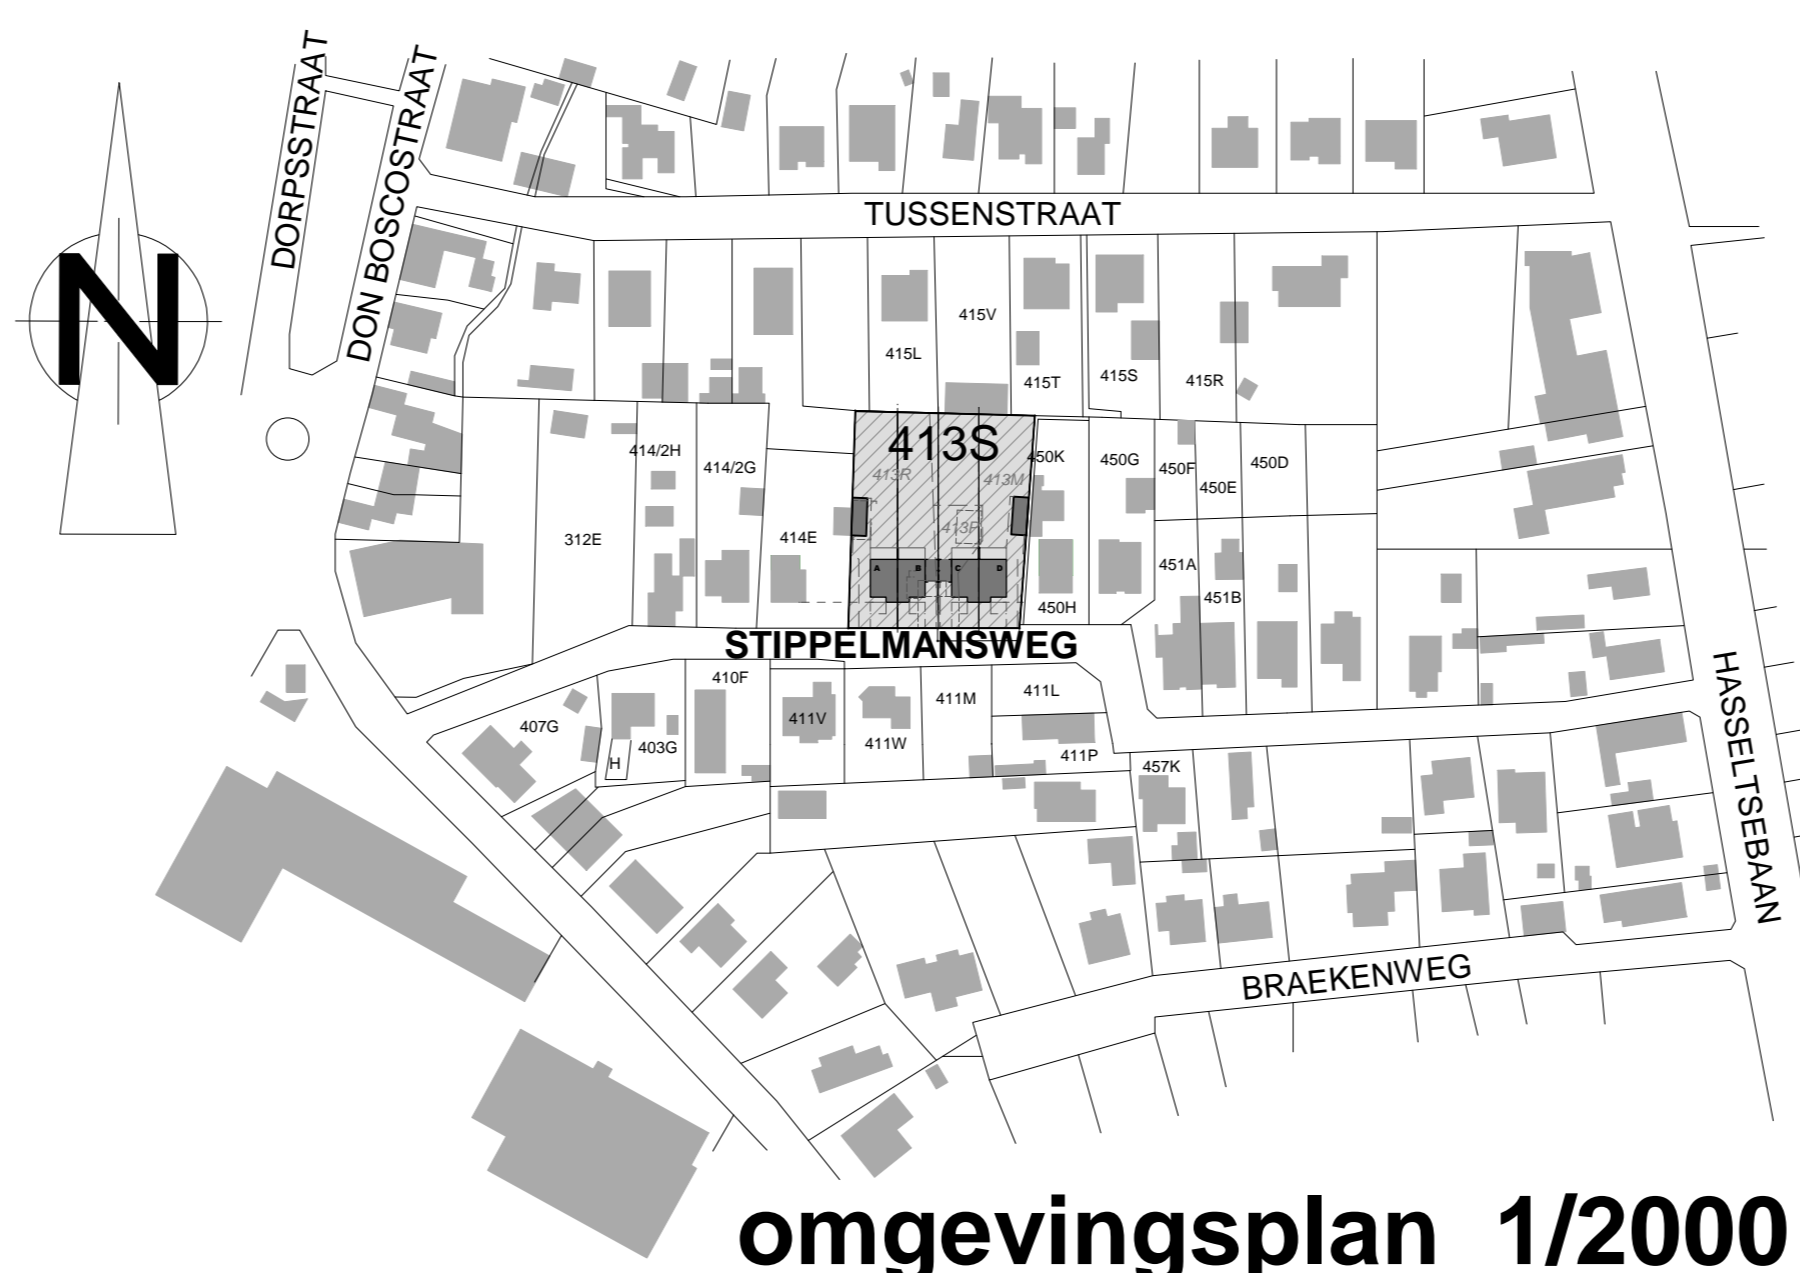 DORPSSTRAAT
DON BOSCOSTRAAT
TUSSENSTRAAT
N
415V
415L
415T
415S
415R
413S
414/2H
414/2G
450K
450G
450F
450D
450E
413R
413M
413P
312E
414E
A
B
C
D
451A
451B
450H
STIPPELMANSWEG
HASSELTSEBAAN
410F
411V
411M
411L
407G
403G
H
411W
411P
457K
BRAEKENWEG
omgevingsplan 1/2000